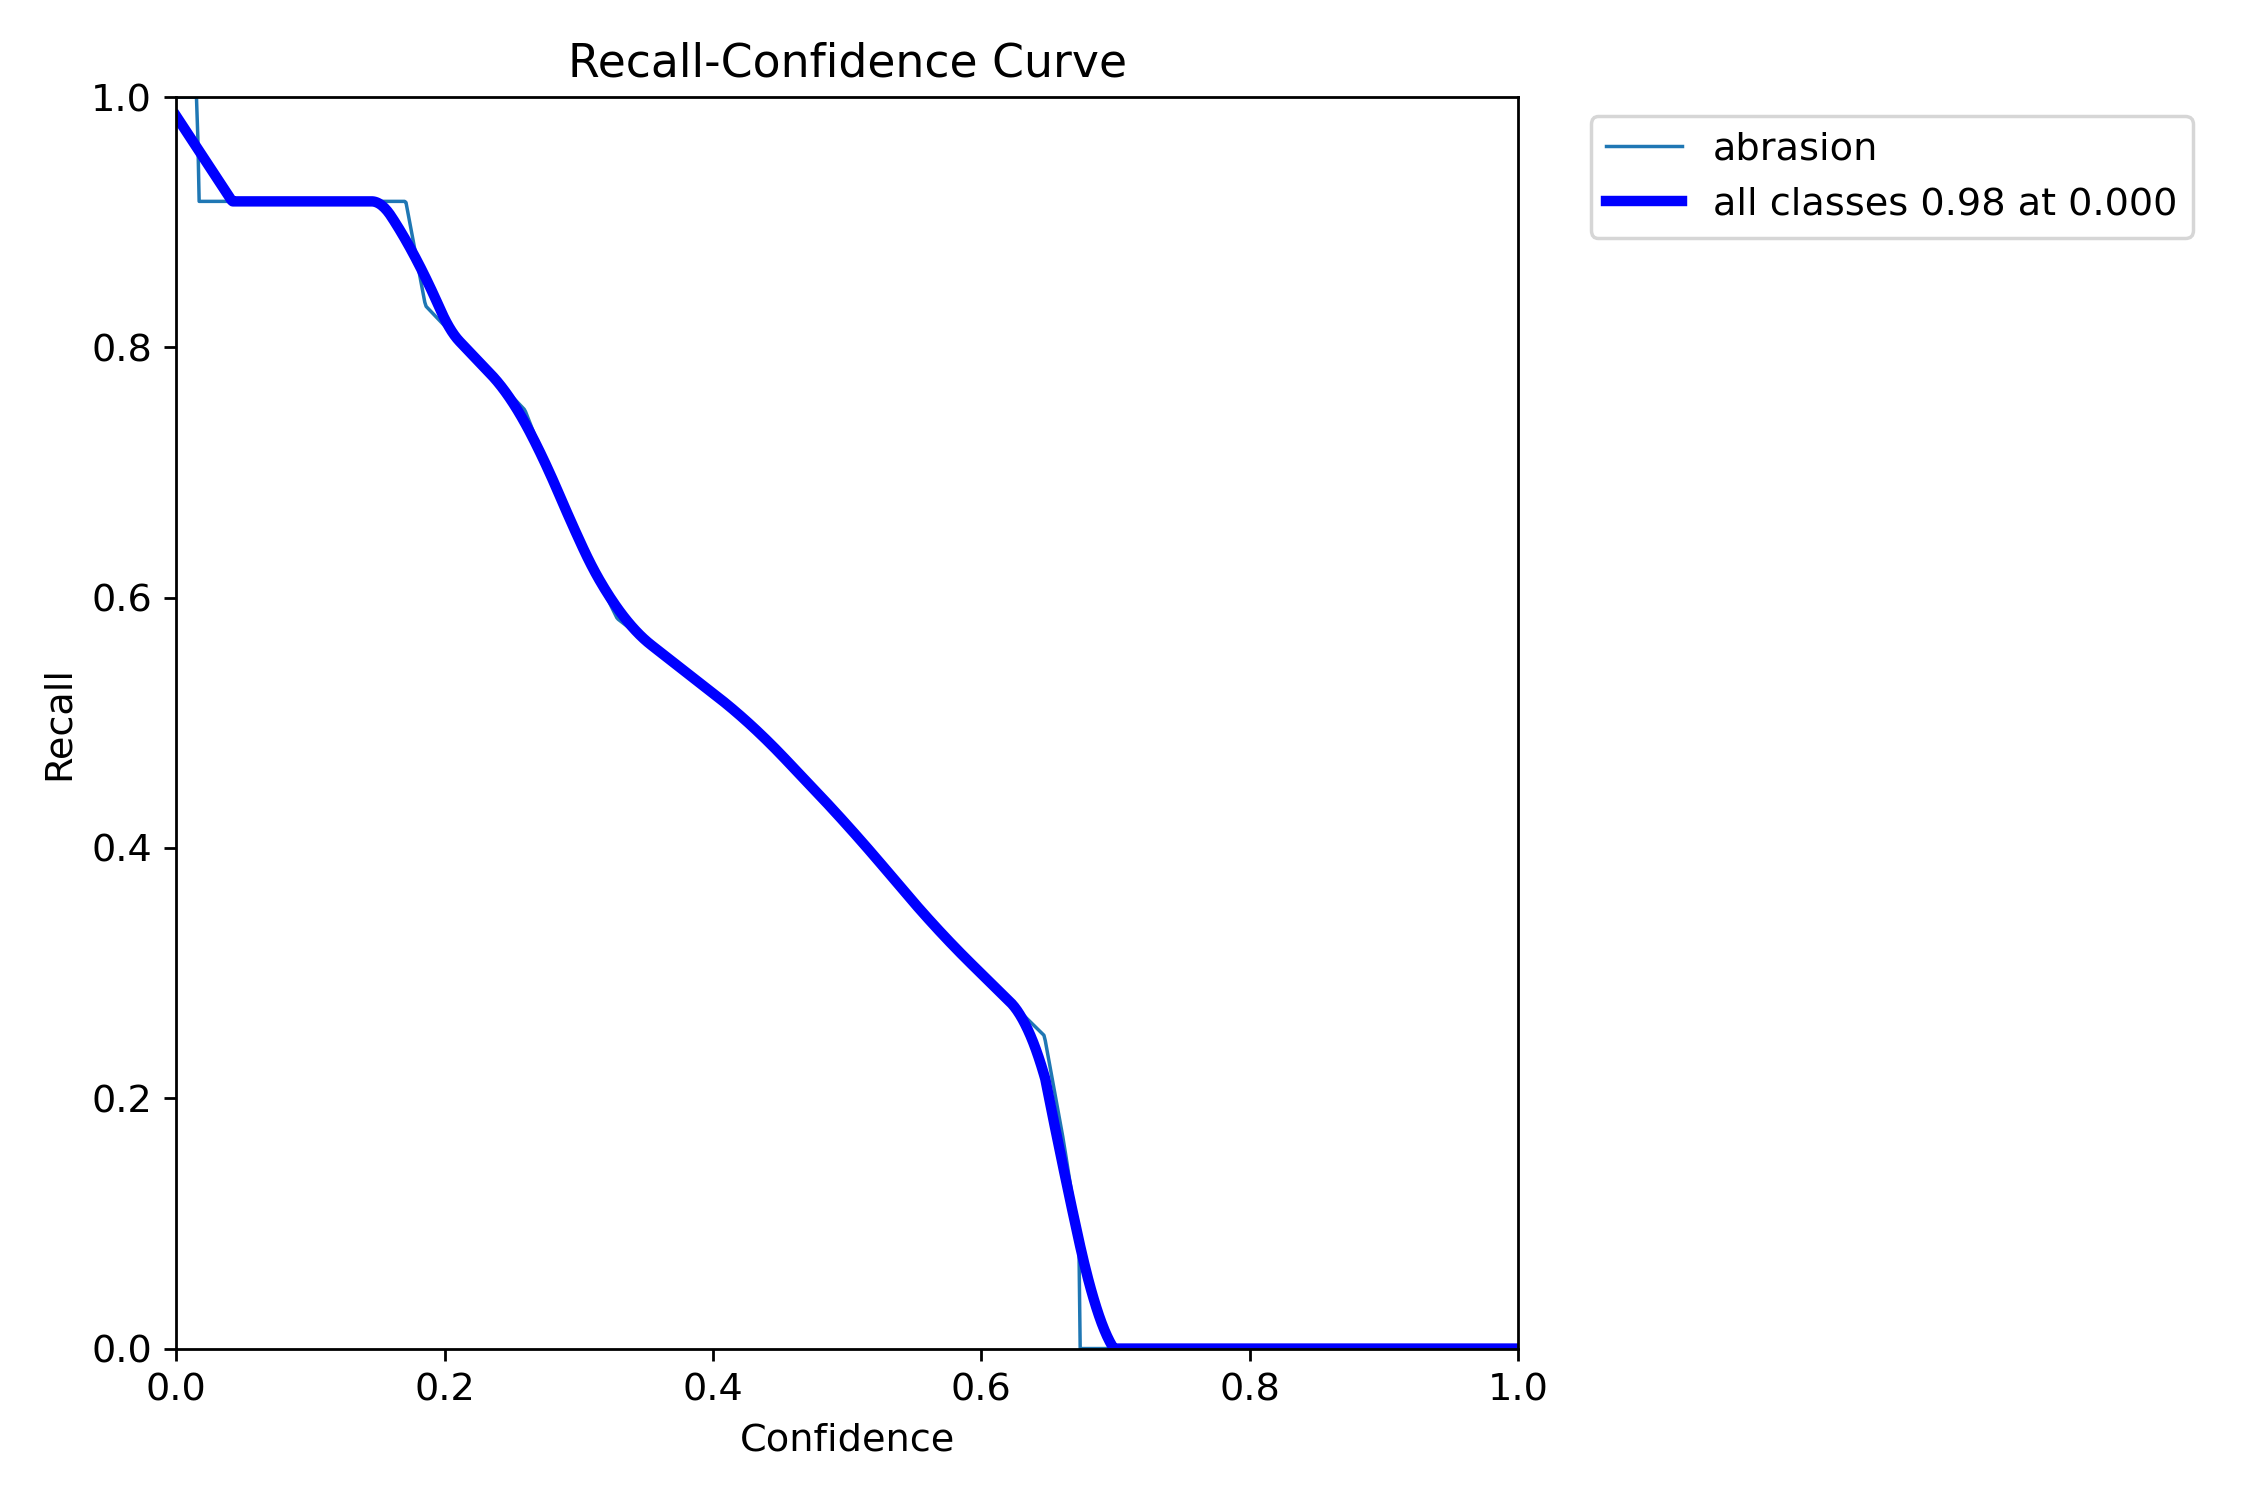 Recall-Confidence Curve
abrasion
all classes 0.98 at 0.000
1.0
0.8
0.6
0.4
0.2
0.0
Recall
0.0 0.2 0.4 0.6 0.8 1.0
Confidence